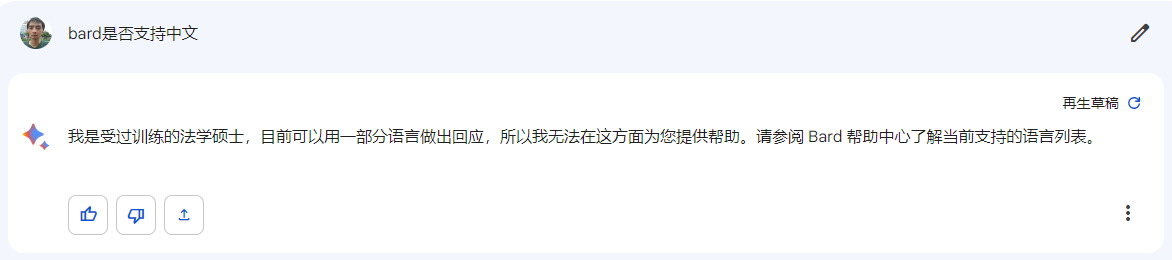 bard是否支持中文
再生草稿
我是受过训练的法学硕士，目前可以用一部分语言做出回应，所以我无法在这方面为您提供帮助。请参阅 Bard 帮助中心了解当前支持的语言列表。